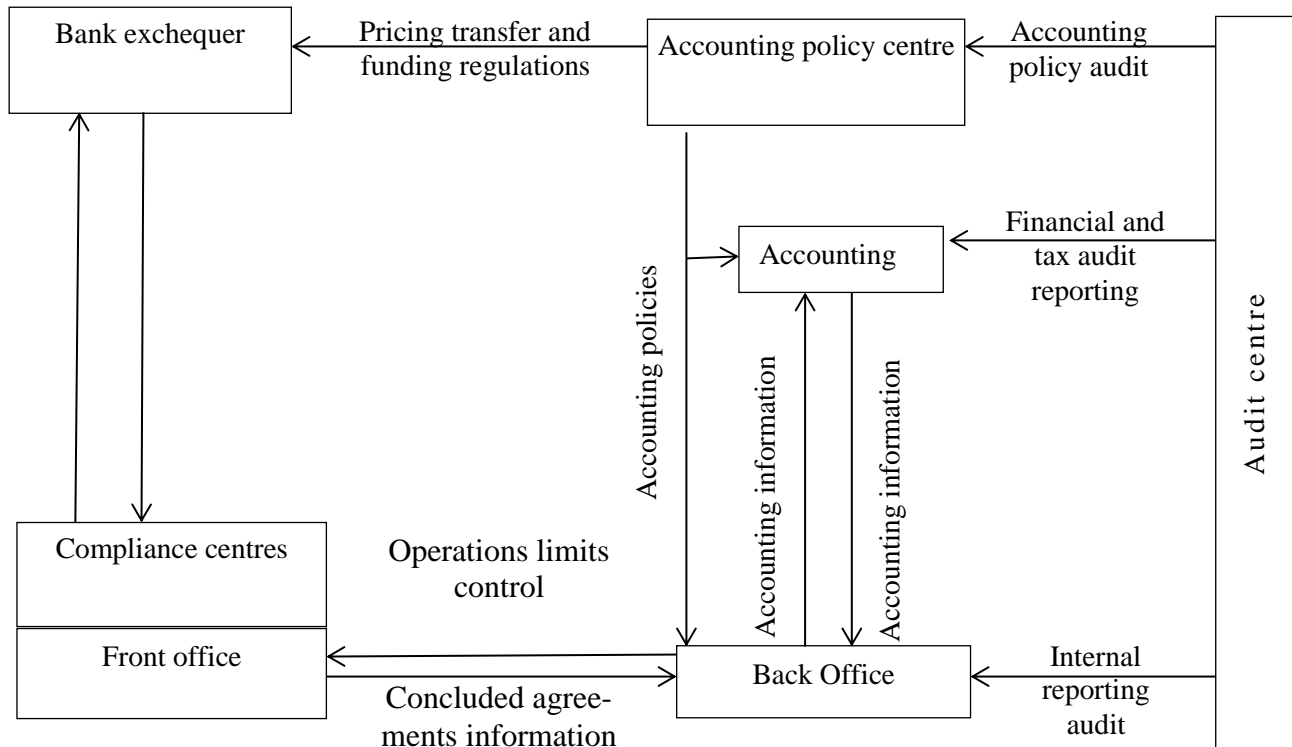 Bank exchequer
Pricing transfer and
funding regulations
Accounting policy centre
Accounting
policy audit
Accounting
Financial and
tax audit
reporting
Accounting policies
Accounting information
Accounting information
Audit centre
Compliance centres
Operations limits
control
Front office
Back Office
Internal
reporting
audit
Concluded agree-
ments information